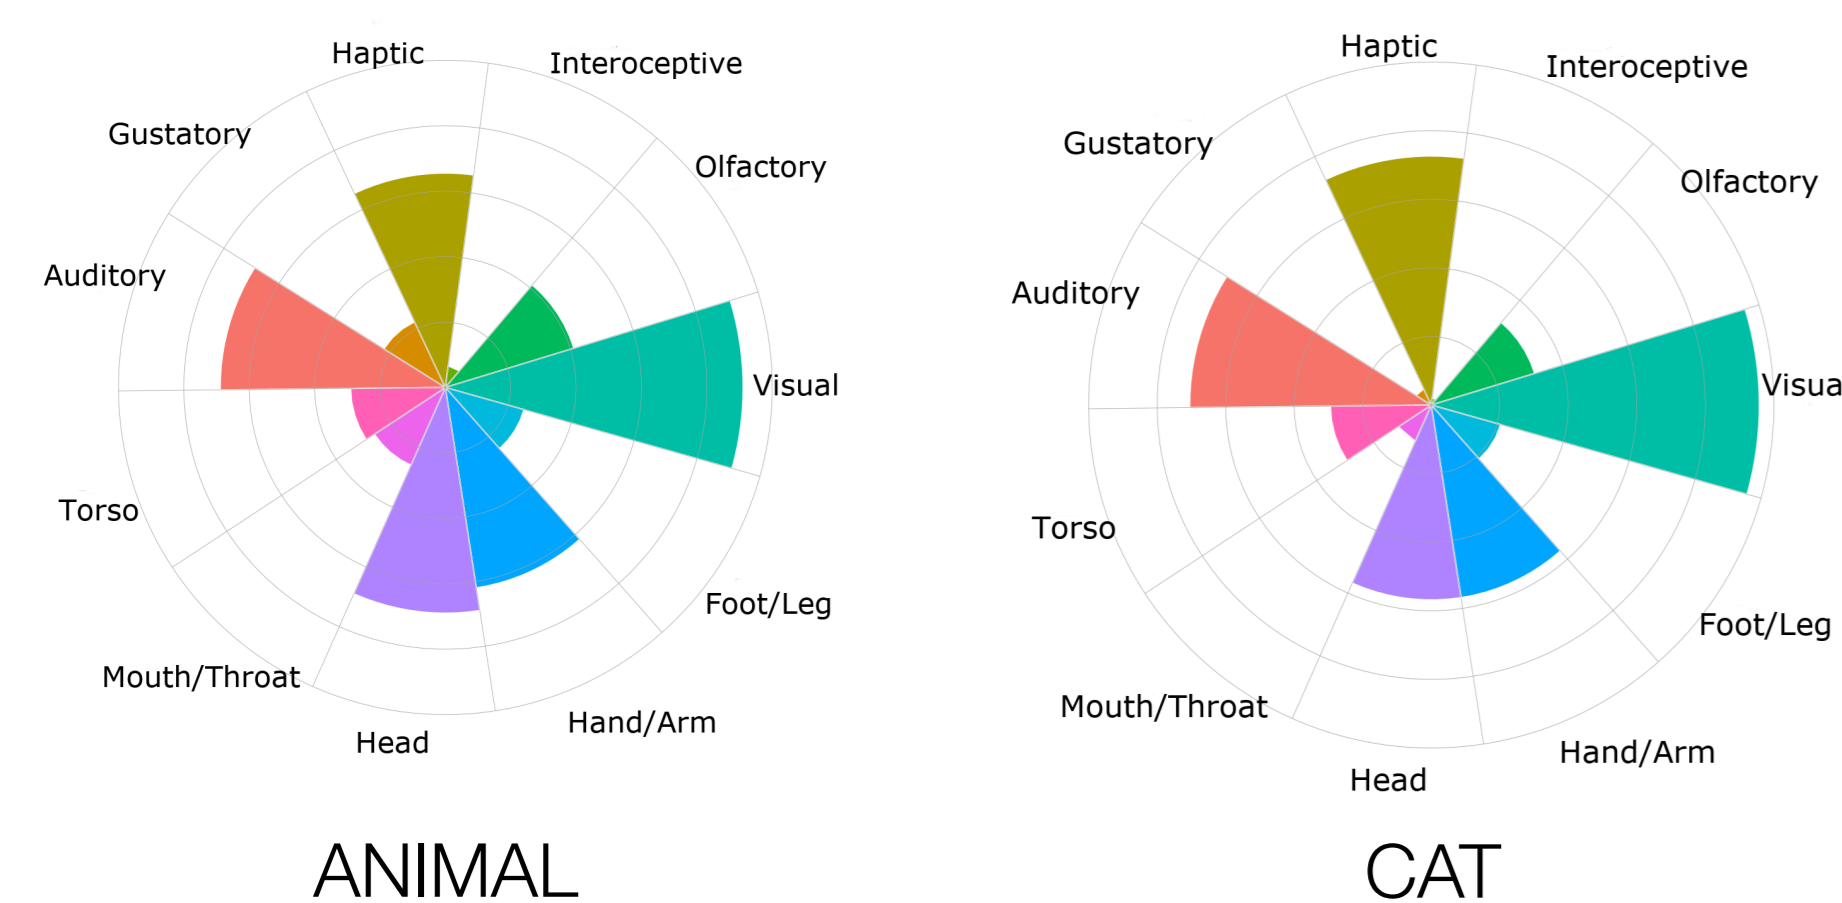 Haptic
Interoceptive
Gustatory
Olfactory
Auditory
Visual
Torso
Foot/Leg
Mouth/Throat
Hand/Arm
Head
ANIMAL
Haptic
Interoceptive
Gustatory
Olfactory
Auditory
Visua
Torso
Foot/Leg
Mouth/Throat
Hand/Arm
Head
CAT